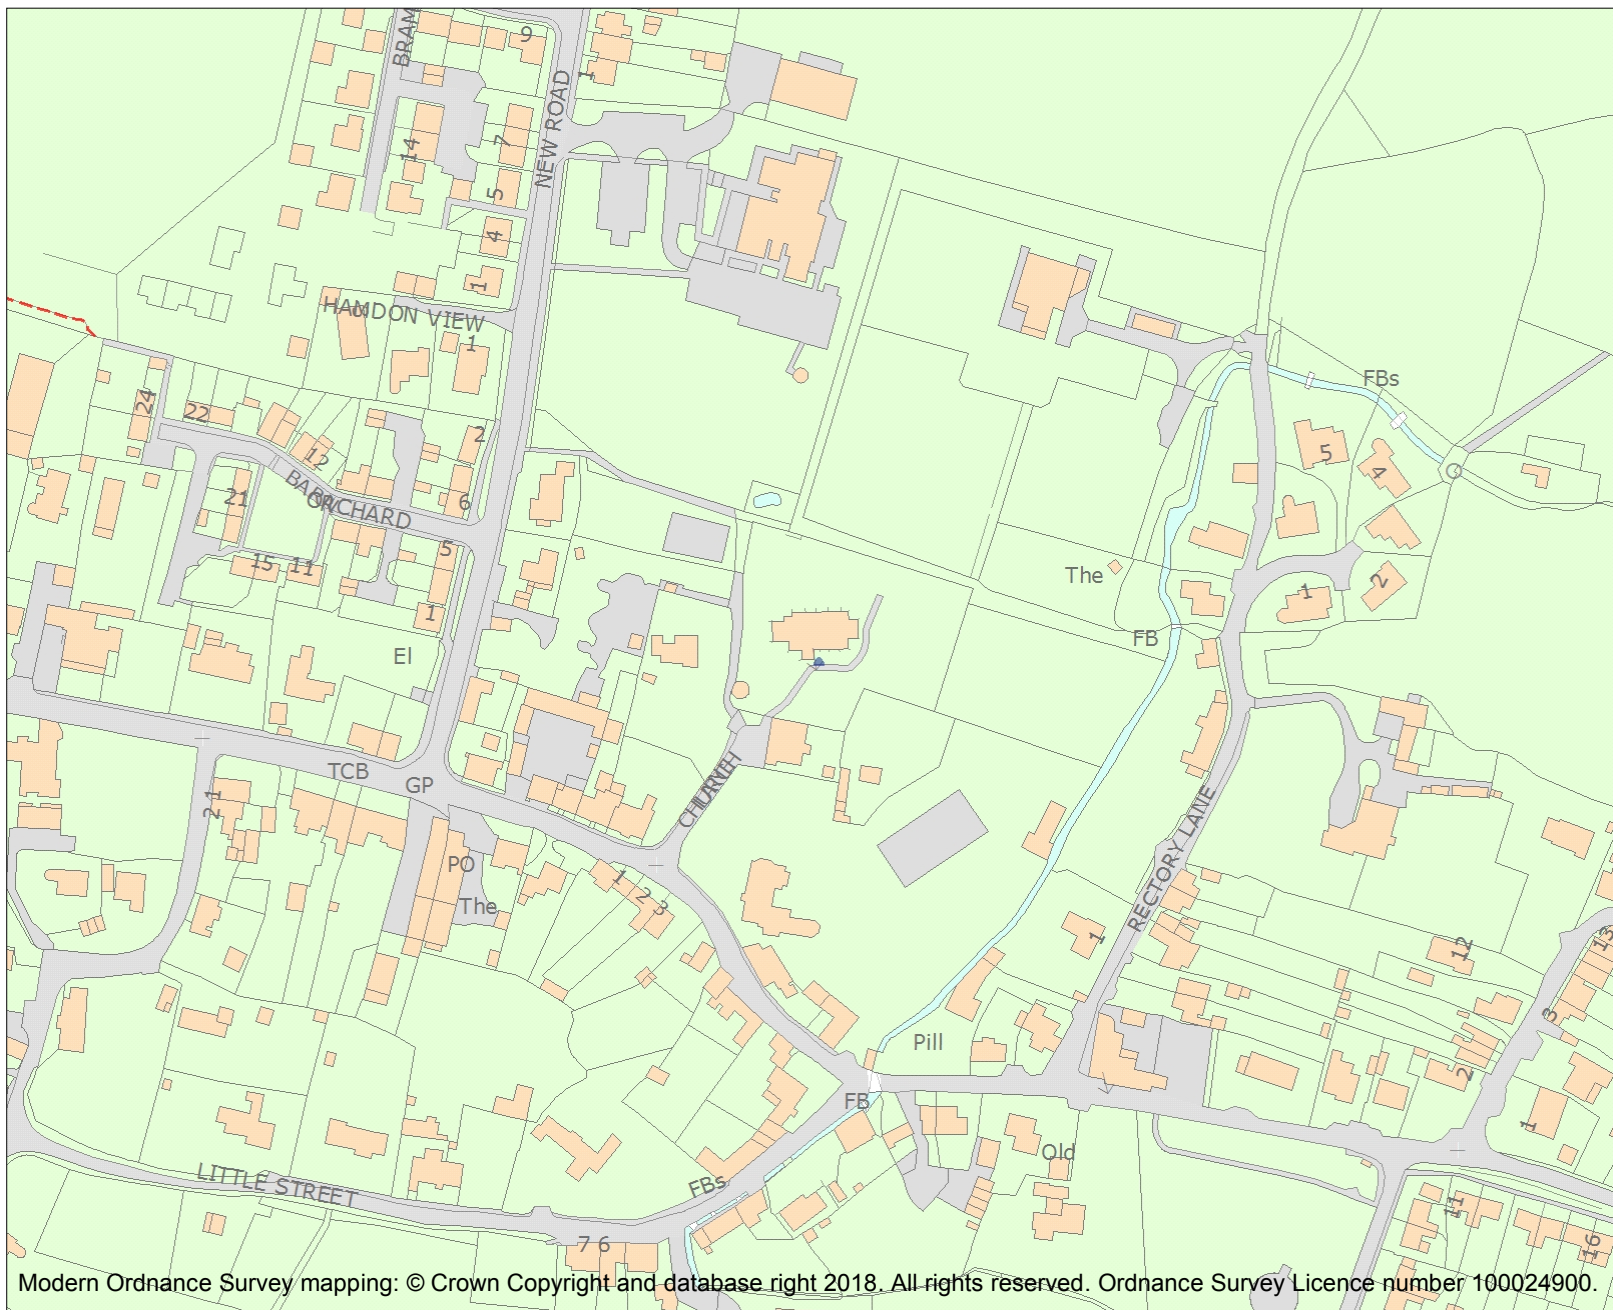 BRAM
9
1
NEW ROAD
7
14
5
4
1
HAMDON VIEW
1
FBs
24
22
2
12
5
4
BARN
ORCHARD
21
6
5
15
11
The
1
2
1
FB
El
TCB
GP
CHURCH
21
RECTORY LANE
PO
1 2 3
The
1
12
13
3
Pill
2
FB
1
Old
LITTLE STREET
FBs
11
7 6
16
Modern Ordnance Survey mapping: © Crown Copyright and database right 2018. All rights reserved. Ordnance Survey Licence number 100024900.